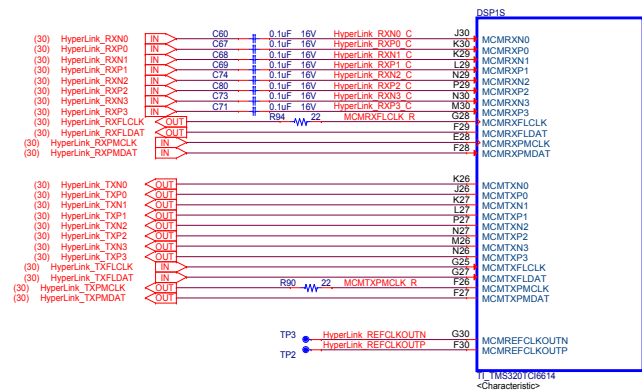 DSP1S
(30) HyperLink_RXN0 IN C60 0.1uF 16V HyperLink_RXN0_C J30 MCMRXN0
(30) HyperLink_RXP0 IN C67 0.1uF 16V HyperLink_RXP0_C K30 MCMRXP0
(30) HyperLink_RXN1 IN C68 0.1uF 16V HyperLink_RXN1_C K29 MCMRXN1
(30) HyperLink_RXP1 IN C69 0.1uF 16V HyperLink_RXP1_C L29 MCMRXP1
(30) HyperLink_RXN2 IN C74 0.1uF 16V HyperLink_RXN2_C N29 MCMRXN2
(30) HyperLink_RXP2 IN C80 0.1uF 16V HyperLink_RXP2_C P29 MCMRXP2
(30) HyperLink_RXN3 IN C73 0.1uF 16V HyperLink_RXN3_C N30 MCMRXN3
(30) HyperLink_RXP3 IN C71 0.1uF 16V HyperLink_RXP3_C M30 MCMRXP3
(30) HyperLink_RXFLCLK OUT R94 22 MCMRXFLCLK_R G28 MCMRXFLCLK
(30) HyperLink_RXFLDAT OUT F29 MCMRXFLDAT
(30) HyperLink_RXPMCLK IN E28 MCMRXPMCLK
(30) HyperLink_RXPMDAT IN F28 MCMRXPMDAT
(30) HyperLink_TXN0 OUT K26 MCMTXN0
(30) HyperLink_TXP0 OUT J26 MCMTXP0
(30) HyperLink_TXN1 OUT K27 MCMTXN1
(30) HyperLink_TXP1 OUT L27 MCMTXP1
(30) HyperLink_TXN2 OUT P27 MCMTXN2
(30) HyperLink_TXP2 OUT N27 MCMTXP2
(30) HyperLink_TXN3 OUT M26 MCMTXN3
(30) HyperLink_TXP3 OUT N26 MCMTXP3
(30) HyperLink_TXFLCLK IN G25 MCMTXFLCLK
(30) HyperLink_TXFLDAT IN G27 MCMTXFLDAT
(30) HyperLink_TXPMCLK OUT R90 22 MCMTXPMCLK_R F26 MCMTXPMCLK
(30) HyperLink_TXPMDAT OUT F27 MCMTXPMDAT
TP3 HyperLink_REFCLKOUTN G30 MCMREFCLKOUTN
TP2 HyperLink_REFCLKOUTP F30 MCMREFCLKOUTP
TI_TMS320TCI6614
<Characteristic>